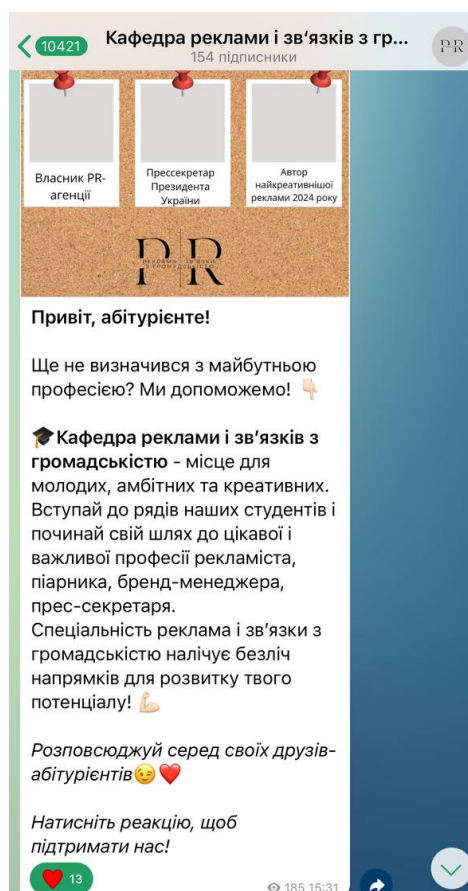 10421
Кафедра реклами і зв'язків з гр...
154 підписники
PR
Власник PR-
агенції
Прессекретар
Президента
України
Автор
найкреативнішої
реклами 2024 року
PR
РЕКЛАМА ЗВ'ЯЗКИ
З ГРОМАДСЬКІСТЮ
Привіт, абітурієнте!
Ще не визначився з майбутньою
професією? Ми допоможемо! 👇🏻
🎓Кафедра реклами і зв'язків з
громадськістю - місце для
молодих, амбітних та креативних.
Вступай до рядів наших студентів і
починай свій шлях до цікавої і
важливої професії рекламіста,
піарника, бренд-менеджера,
прес-секретаря.
Спеціальність реклама і зв'язки з
громадськістю налічує безліч
напрямків для розвитку твого
потенціалу! 💪🏻
Розповсюджуй серед своїх друзів-
абітурієнтів😉❤️
Натисніть реакцію, щоб
підтримати нас!
❤️ 13
185 15:31